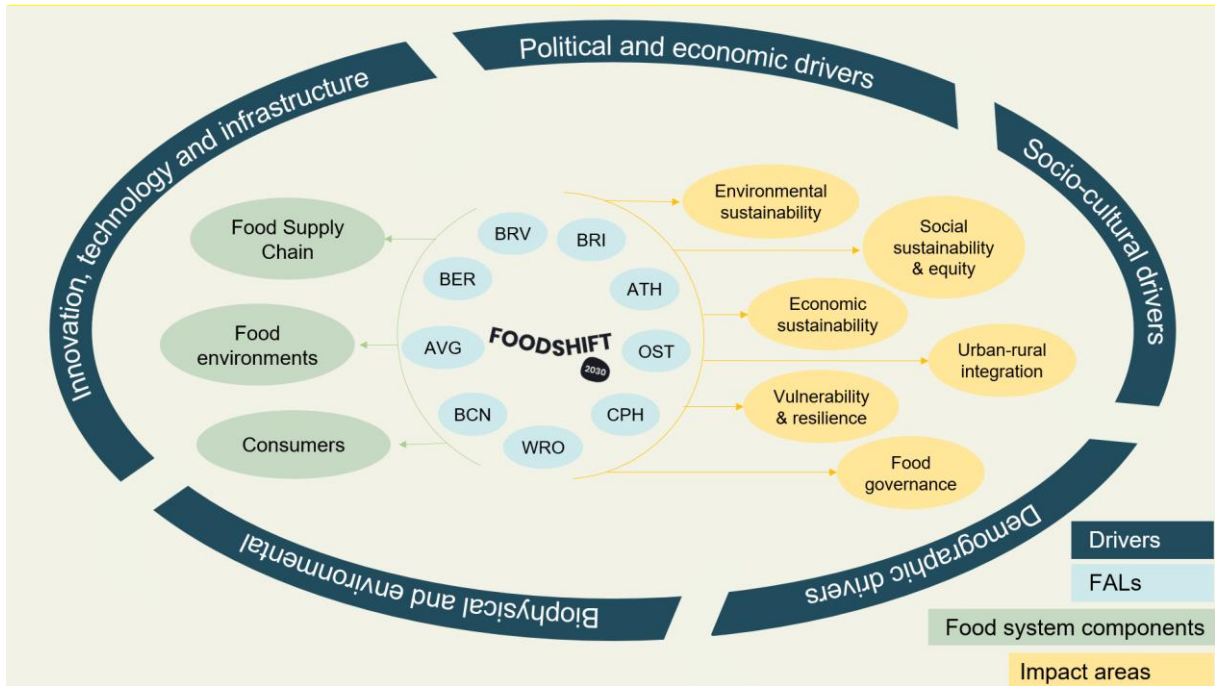 Political and economic drivers
Innovation, technology and infrastructure
Socio-cultural drivers
Environmental
sustainability
Food Supply
Chain
BRV
BRI
Social
sustainability
& equity
BER
ATH
Economic
sustainability
Food
environments
AVG
FOODSHIFT
2030
OST
Urban-rural
integration
Vulnerability
& resilience
BCN
CPH
Consumers
WRO
Food
governance
Biophysical and environmental
Demographic drivers
Drivers
FALs
Food system components
Impact areas